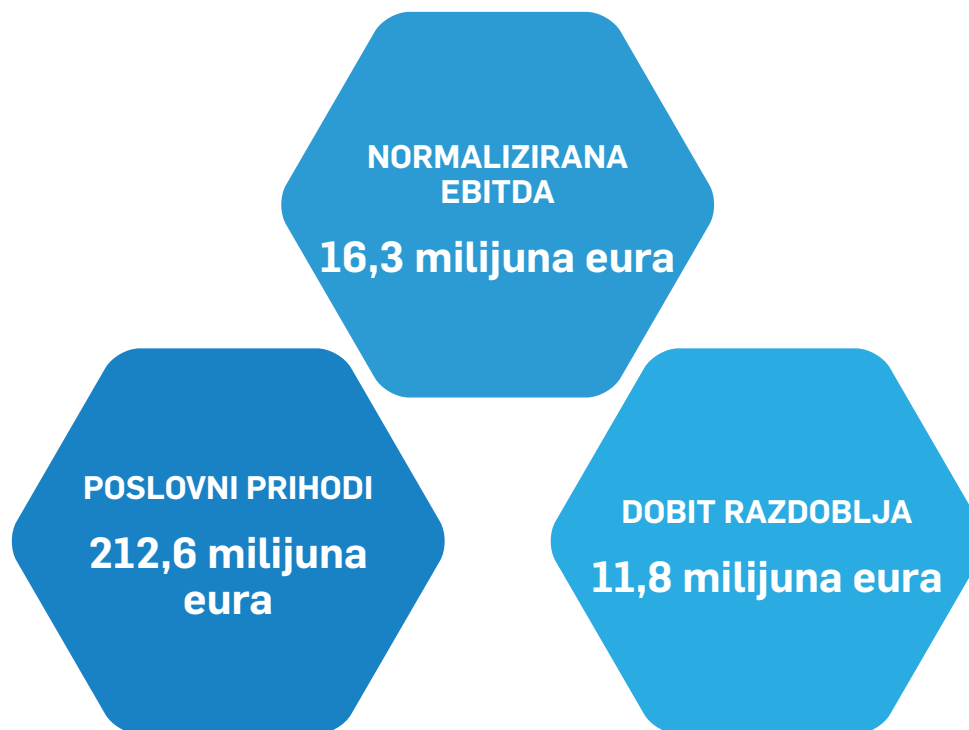 NORMALIZIRANA
EBITDA
16,3 milijuna eura
POSLOVNI PRIHODI
212,6 milijuna
eura
DOBIT RAZDOBLJA
11,8 milijuna eura